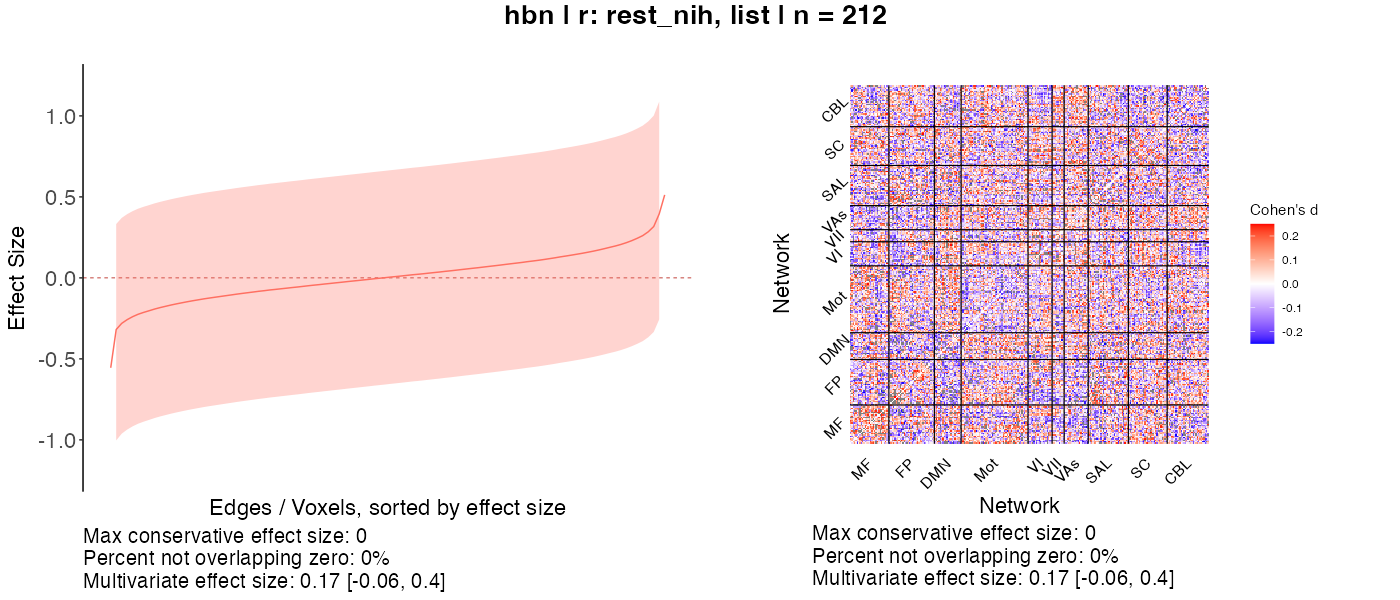 hbn | r: rest_nih, list | n = 212
Effect Size
1.0
0.5
0.0
-0.5
-1.0
Edges / Voxels, sorted by effect size
Max conservative effect size: 0
Percent not overlapping zero: 0%
Multivariate effect size: 0.17 [-0.06, 0.4]
Network
CBL
SC
SAL
VAs
VII
VI
Mot
DMN
FP
MF
MF
FP
DMN
Mot
VI
VII
VAs
SAL
SC
CBL
Network
Cohen's d
0.2
0.1
0.0
-0.1
-0.2
Max conservative effect size: 0
Percent not overlapping zero: 0%
Multivariate effect size: 0.17 [-0.06, 0.4]